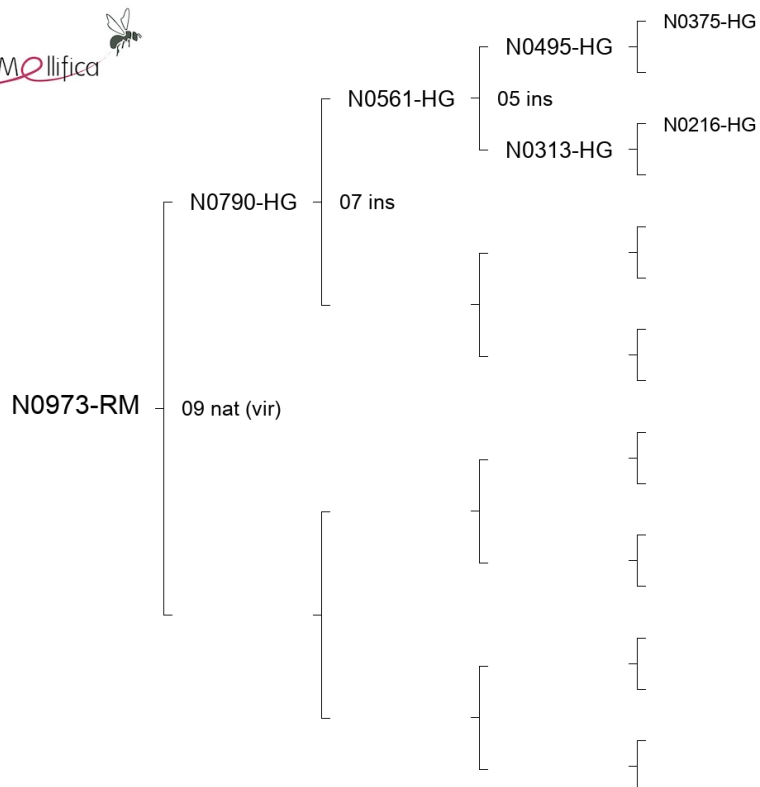 N0375-HG
N0495-HG
Mellifica
N0561-HG
05 ins
N0216-HG
N0313-HG
N0790-HG
07 ins
N0973-RM
09 nat (vir)